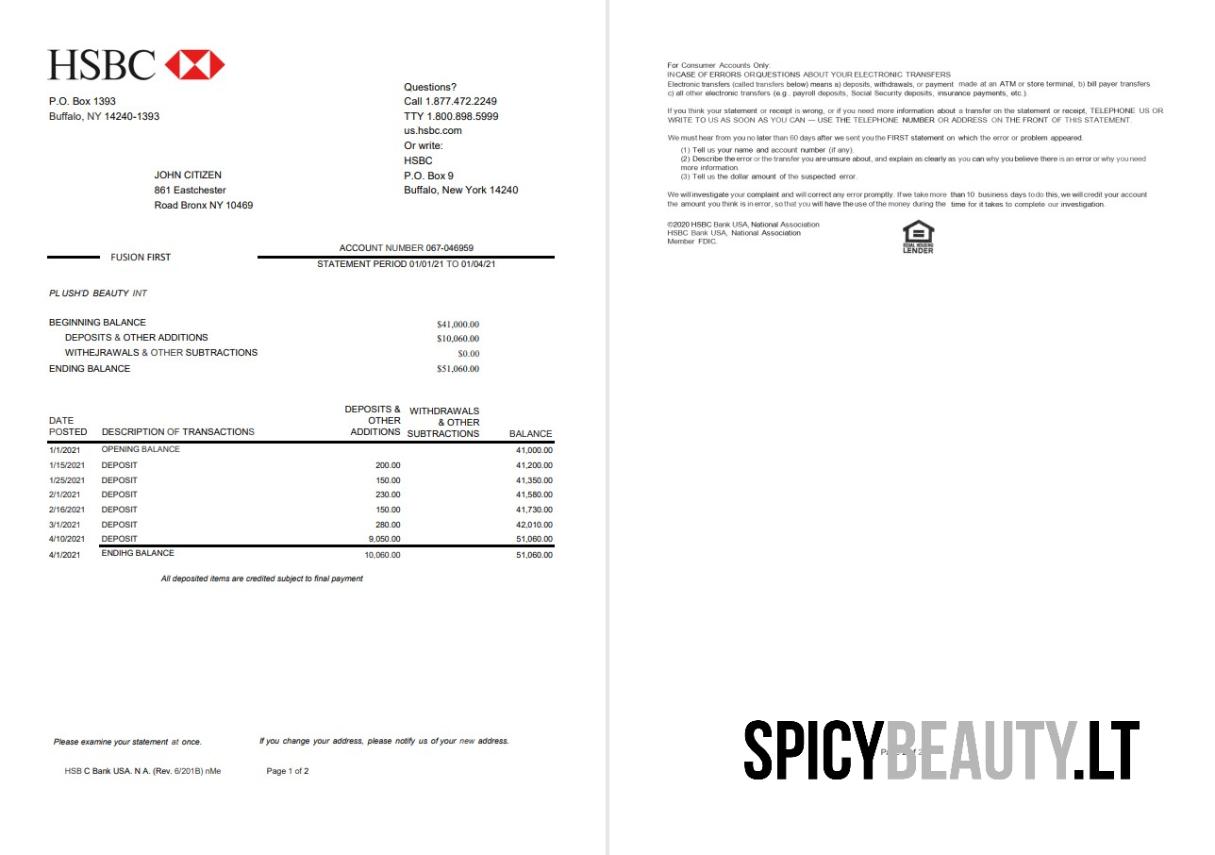 HSBC
P.O. Box 1393
Buffalo, NY 14240-1393
Questions?
Call 1.877.472.2249
TTY 1.800.898.5999
us.hsbc.com
Or write:
HSBC
P.O. Box 9
Buffalo, New York 14240
JOHN CITIZEN
861 Eastchester
Road Bronx NY 10469
ACCOUNT NUMBER 067-046959
FUSION FIRST
STATEMENT PERIOD 01/01/21 TO 01/04/21
PLUSH'D BEAUTY INT
BEGINNING BALANCE $41,000.00
DEPOSITS & OTHER ADDITIONS $10,060.00
WITHEJRAWALS & OTHER SUBTRACTIONS $0.00
ENDING BALANCE $51,060.00
DATE POSTED DESCRIPTION OF TRANSACTIONS DEPOSITS & OTHER ADDITIONS WITHDRAWALS & OTHER SUBTRACTIONS BALANCE
1/1/2021 OPENING BALANCE 41,000.00
1/15/2021 DEPOSIT 200.00 41,200.00
1/25/2021 DEPOSIT 150.00 41,350.00
2/1/2021 DEPOSIT 230.00 41,580.00
2/16/2021 DEPOSIT 150.00 41,730.00
3/1/2021 DEPOSIT 280.00 42,010.00
4/10/2021 DEPOSIT 9,050.00 51,060.00
4/1/2021 ENDIHG BALANCE 10,060.00 51,060.00
All deposited items are credited subject to final payment
Please examine your statement at once. If you change your address, please notify us of your new address.
HSB C Bank USA. N A. (Rev. 6/201B) nMe Page 1 of 2
For Consumer Accounts Only:
IN CASE OF ERRORS OR QUESTIONS ABOUT YOUR ELECTRONIC TRANSFERS
Electronic transfers (called transfers below) means a) deposits, withdrawals, or payment made at an ATM or store terminal, b) bill payer transfers
c) all other electronic transfers (e.g., payroll deposits, Social Security deposits, insurance payments, etc.).
If you think your statement or receipt is wrong, or if you need more information about a transfer on the statement or receipt, TELEPHONE US OR
WRITE TO US AS SOON AS YOU CAN — USE THE TELEPHONE NUMBER OR ADDRESS ON THE FRONT OF THIS STATEMENT.
We must hear from you no later than 60 days after we sent you the FIRST statement on which the error or problem appeared.
(1) Tell us your name and account number (if any).
(2) Describe the error or the transfer you are unsure about, and explain as clearly as you can why you believe there is an error or why you need
more information.
(3) Tell us the dollar amount of the suspected error.
We will investigate your complaint and will correct any error promptly. If we take more than 10 business days to do this, we will credit your account
the amount you think is in error, so that you will have the use of the money during the time for it takes to complete our investigation.
©2020 HSBC Bank USA, National Association
HSBC Bank USA, National Association
Member FDIC.
EQUAL HOUSING
LENDER
SPICYBEAUTY.LT